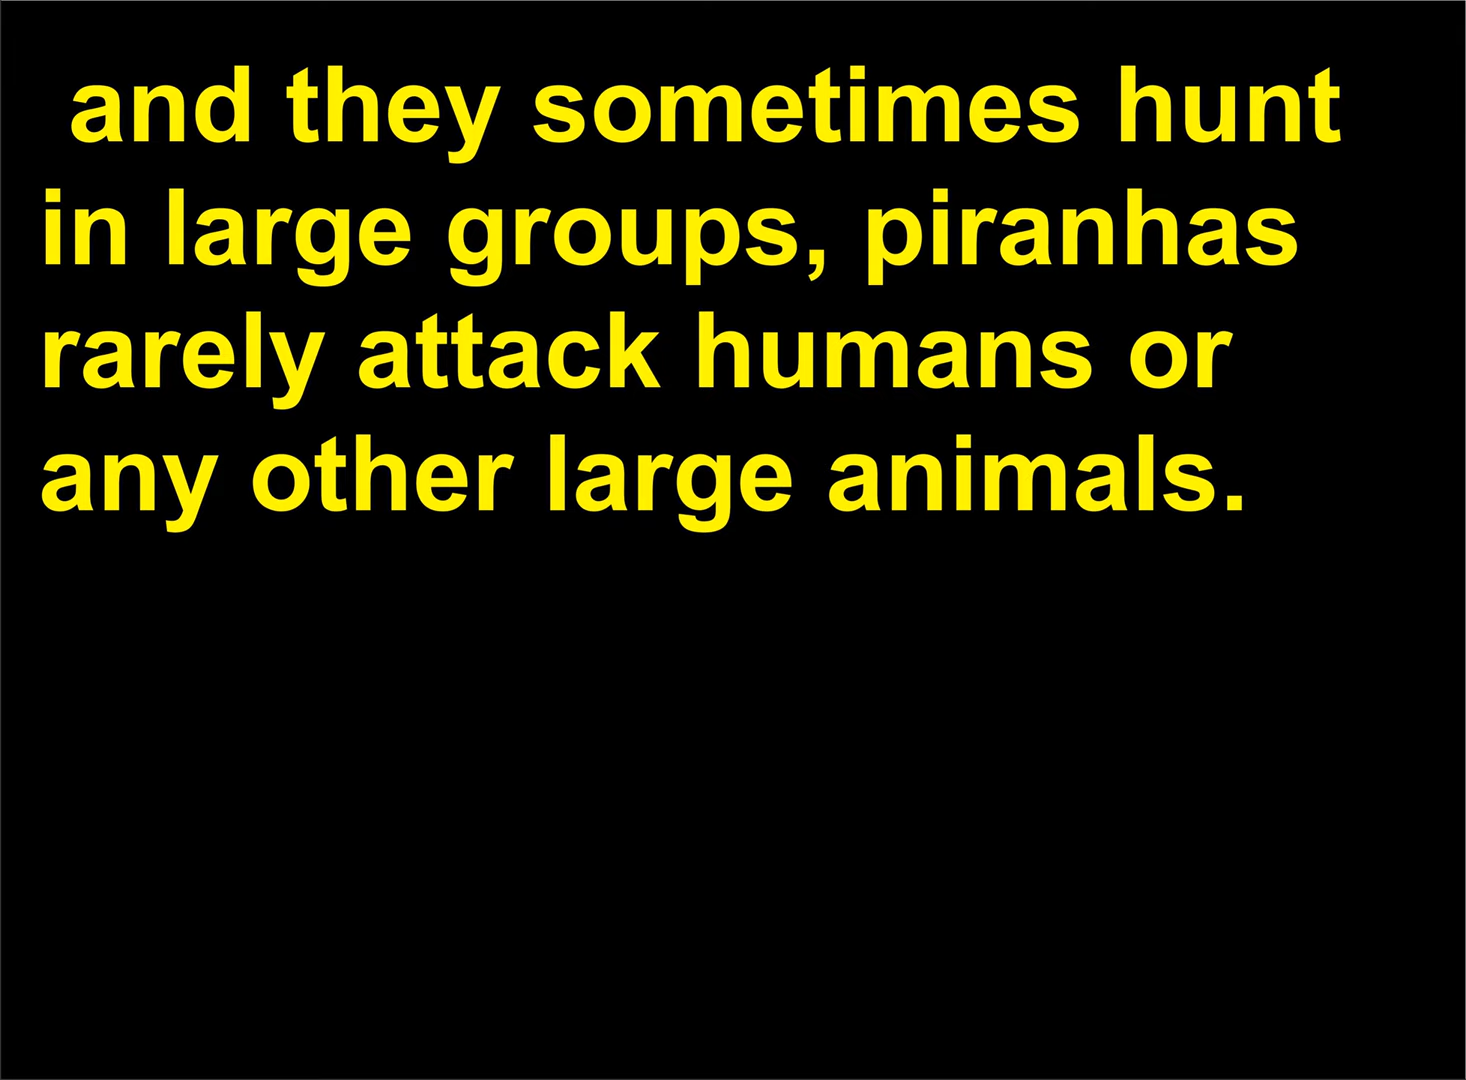 and they sometimes hunt
in large groups, piranhas
rarely attack humans or
any other large animals.